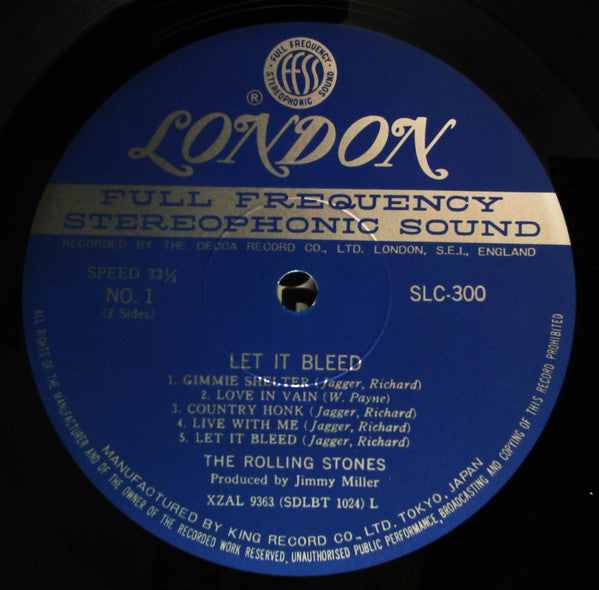 FULL FREQUENCY
ffss
STEREOPHONIC SOUND
®
LONDON
FULL FREQUENCY
STEREOPHONIC SOUND
RECORDED BY THE DECCA RECORD CO., LTD. LONDON, S.E.I., ENGLAND
SPEED 33⅓
NO. 1
(2 Sides)
SLC-300
LET IT BLEED
1. GIMMIE SHELTER (Jagger, Richard)
2. LOVE IN VAIN (W. Payne)
3. COUNTRY HONK (Jagger, Richard)
4. LIVE WITH ME (Jagger, Richard)
5. LET IT BLEED (Jagger, Richard)
THE ROLLING STONES
Produced by Jimmy Miller
XZAL 9363 (SDLBT 1024) L
MANUFACTURED BY KING RECORD CO., LTD. TOKYO, JAPAN
ALL RIGHTS OF THE MANUFACTURER AND OF THE OWNER OF THE RECORDED WORK RESERVED. UNAUTHORISED PUBLIC PERFORMANCE, BROADCASTING AND COPYING OF THIS RECORD PROHIBITED